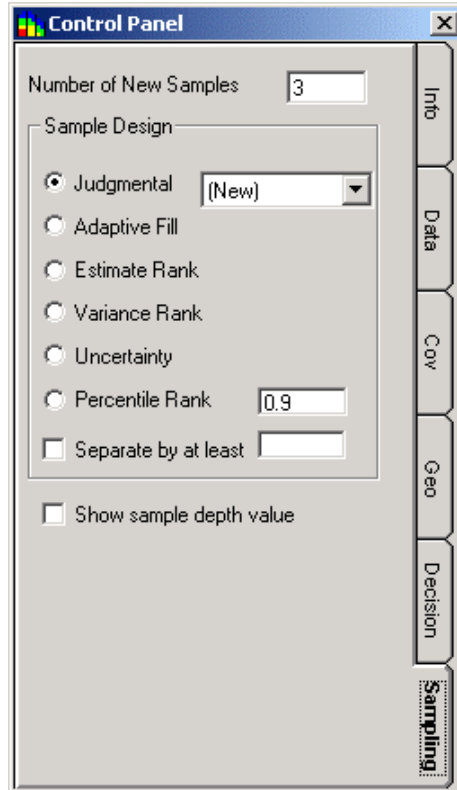 Control Panel
Number of New Samples 3
Sample Design
Judgmental (New)
Adaptive Fill
Estimate Rank
Variance Rank
Uncertainty
Percentile Rank 0.9
Separate by at least
Show sample depth value
Info
Data
Cov
Geo
Decision
Sampling